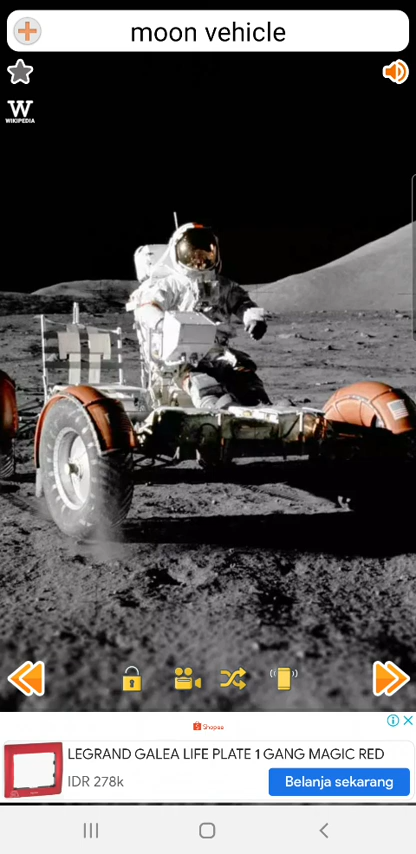 moon vehicle
W
WIKIPEDIA
Shopee
LEGRAND GALEA LIFE PLATE 1 GANG MAGIC RED
IDR 278k
Belanja sekarang